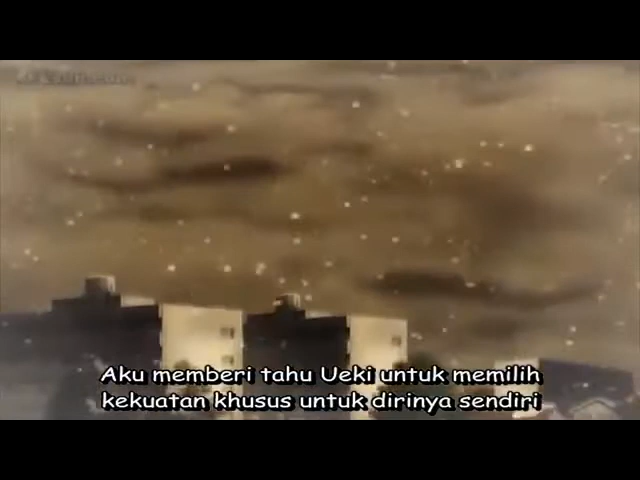 Aku memberi tahu Ueki untuk memilih
kekuatan khusus untuk dirinya sendiri